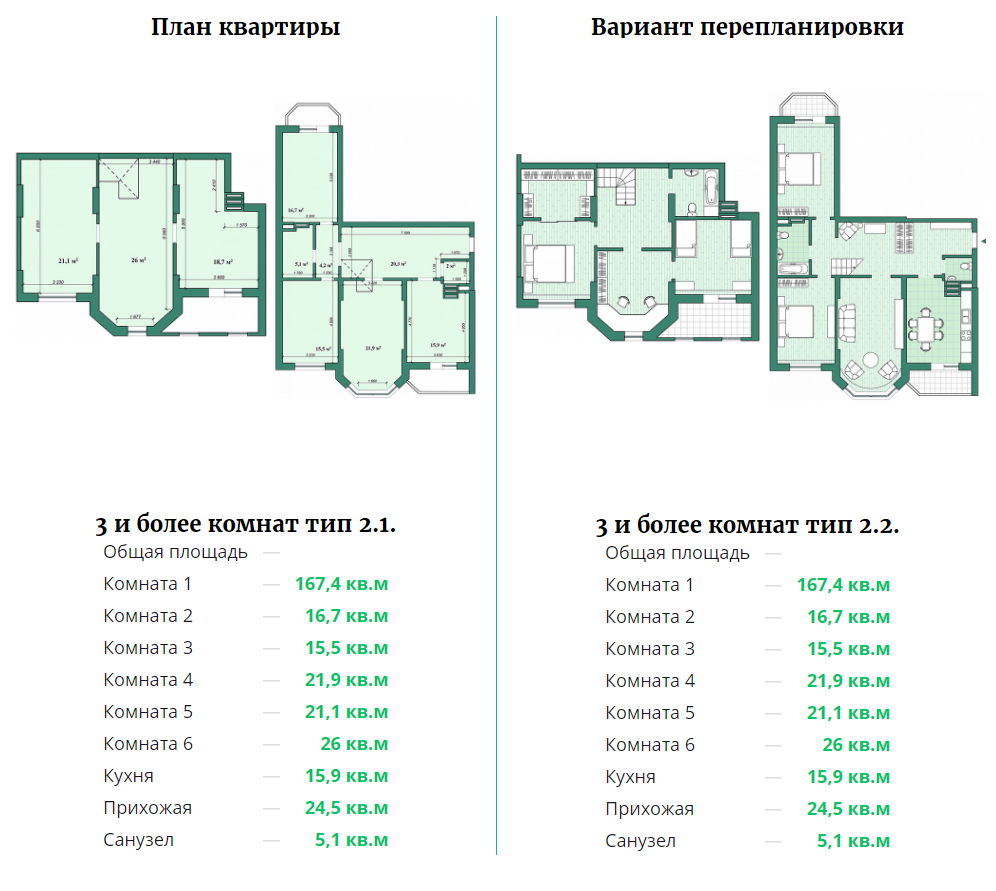 План квартиры
21,1 м²
26 м²
18,7 м²
16,7 м²
5,1 м²
4,2 м²
20,3 м²
2 м²
15,5 м²
21,9 м²
15,9 м²
3 и более комнат тип 2.1.
Общая площадь —
Комната 1 — 167,4 кв.м
Комната 2 — 16,7 кв.м
Комната 3 — 15,5 кв.м
Комната 4 — 21,9 кв.м
Комната 5 — 21,1 кв.м
Комната 6 — 26 кв.м
Кухня — 15,9 кв.м
Прихожая — 24,5 кв.м
Санузел — 5,1 кв.м
Вариант перепланировки
3 и более комнат тип 2.2.
Общая площадь —
Комната 1 — 167,4 кв.м
Комната 2 — 16,7 кв.м
Комната 3 — 15,5 кв.м
Комната 4 — 21,9 кв.м
Комната 5 — 21,1 кв.м
Комната 6 — 26 кв.м
Кухня — 15,9 кв.м
Прихожая — 24,5 кв.м
Санузел — 5,1 кв.м